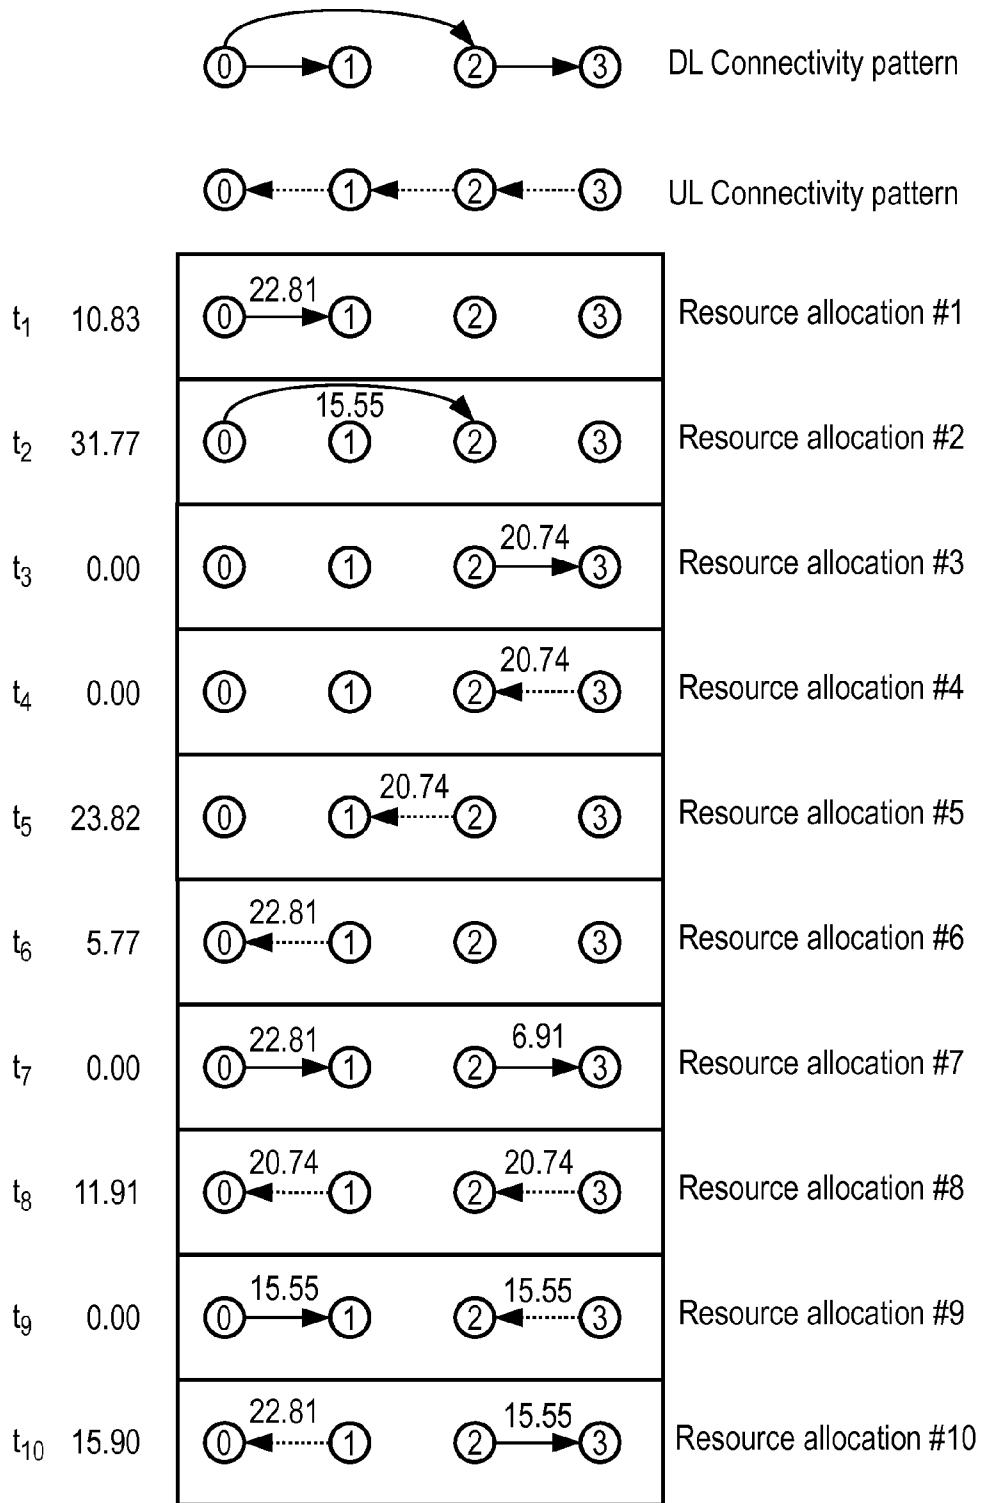 0 1 2 3 DL Connectivity pattern
0 1 2 3 UL Connectivity pattern
22.81
t1 10.83 0 1 2 3 Resource allocation #1
15.55
t2 31.77 0 1 2 3 Resource allocation #2
20.74
t3 0.00 0 1 2 3 Resource allocation #3
20.74
t4 0.00 0 1 2 3 Resource allocation #4
20.74
t5 23.82 0 1 2 3 Resource allocation #5
22.81
t6 5.77 0 1 2 3 Resource allocation #6
22.81 6.91
t7 0.00 0 1 2 3 Resource allocation #7
20.74 20.74
t8 11.91 0 1 2 3 Resource allocation #8
15.55 15.55
t9 0.00 0 1 2 3 Resource allocation #9
22.81 15.55
t10 15.90 0 1 2 3 Resource allocation #10